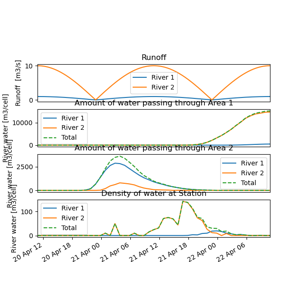 Runoff
Runoff [m3/s]
10
0
River 1
River 2
Amount of water passing through Area 1
River water [m3/cell]
10000
0
River 1
River 2
Total
Amount of water passing through Area 2
River water [m3/cell]
2500
0
River 1
River 2
Total
Density of water at Station
River water [m3/cell]
100
0
River 1
River 2
Total
20 Apr 12
20 Apr 18
21 Apr 00
21 Apr 06
21 Apr 12
21 Apr 18
22 Apr 00
22 Apr 06